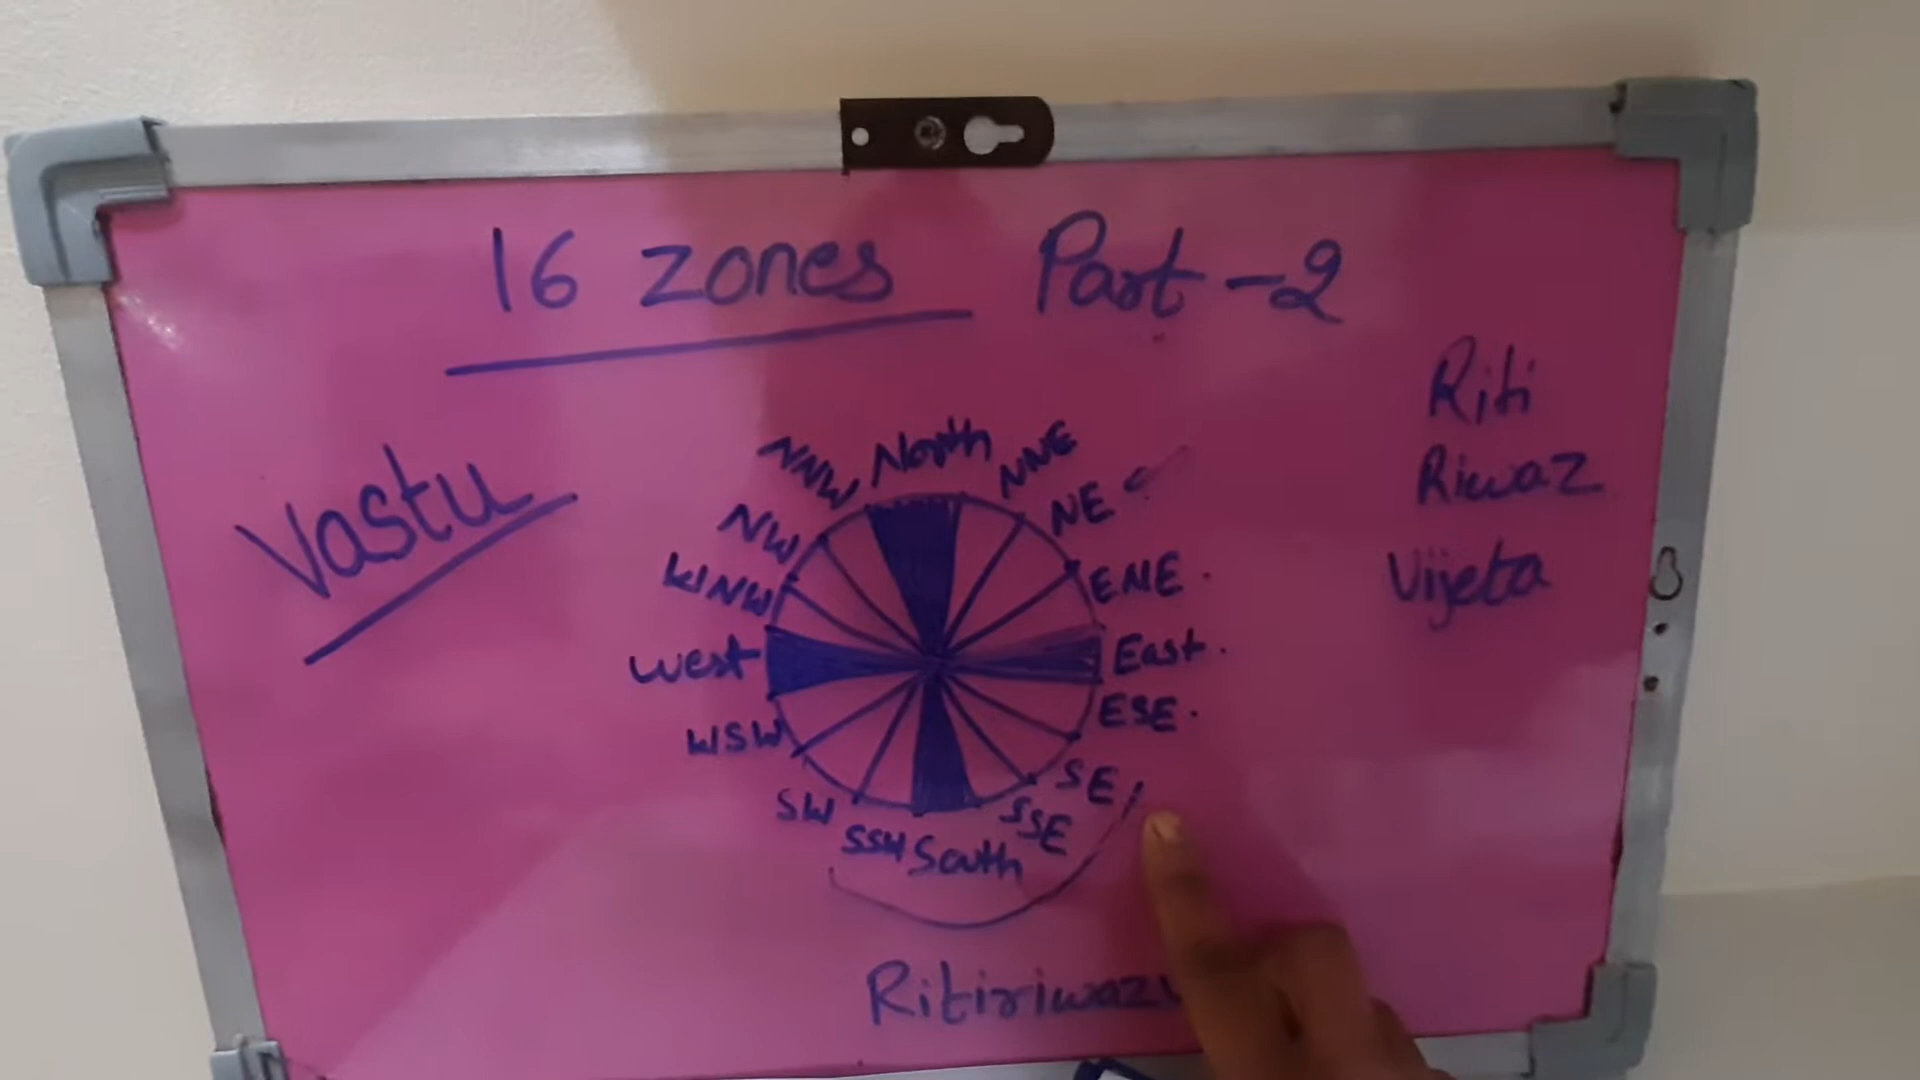 16 Zones Part-2
Riti
Riwaz
Vijeta
Vastu
North
NNE
NE
ENE
East
ESE
SE
SSE
South
SSW
SW
WSW
West
WNW
NW
NNW
Ritiriwaz